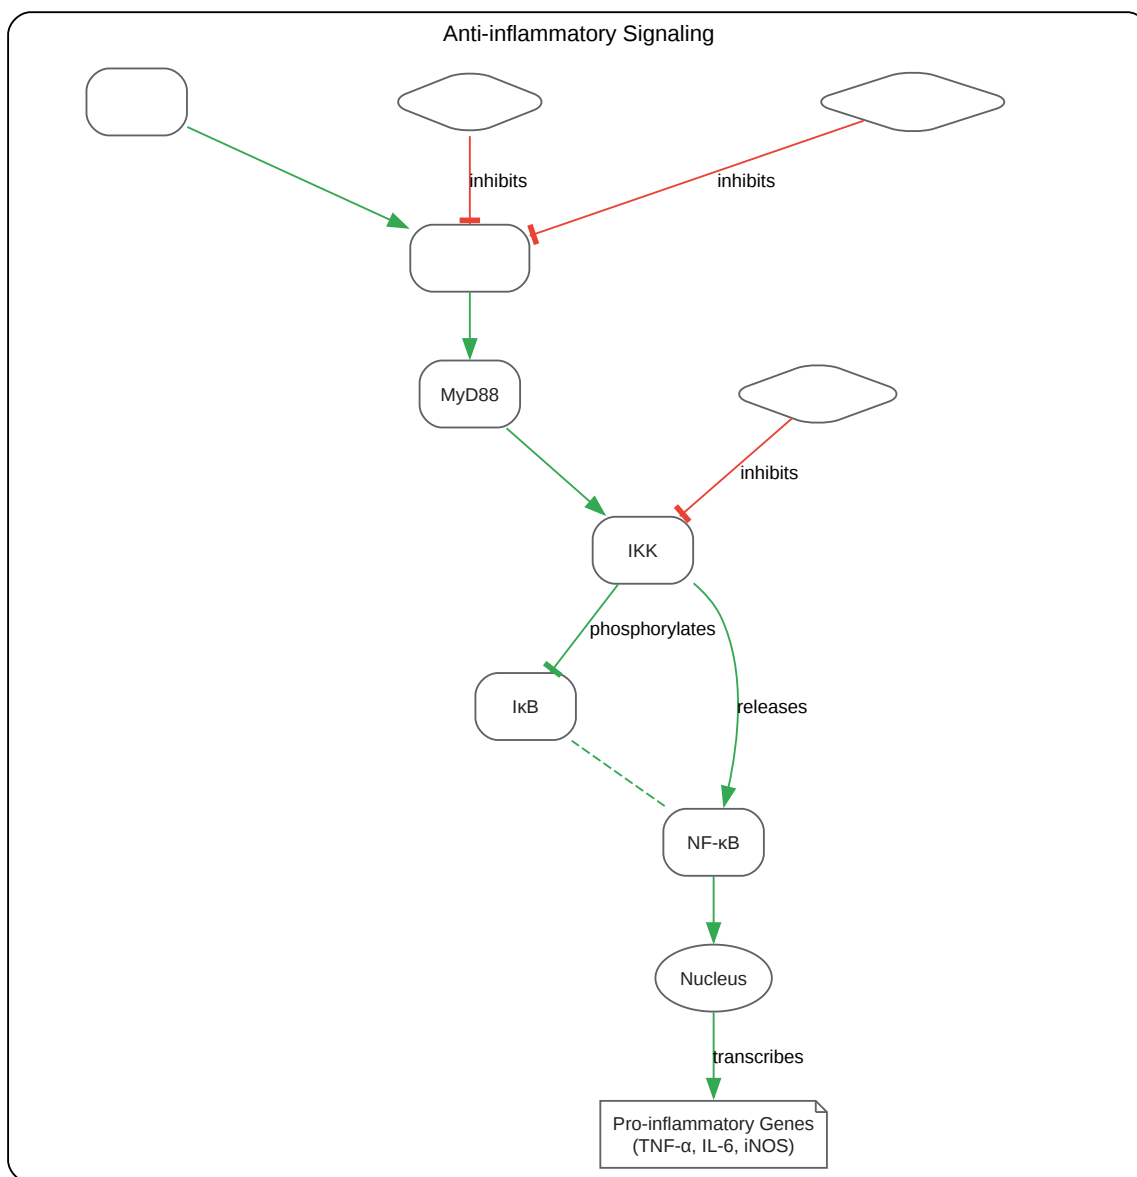 Anti-inflammatory Signaling
inhibits
inhibits
MyD88
inhibits
IKK
phosphorylates
IκB
releases
NF-κB
Nucleus
transcribes
Pro-inflammatory Genes
(TNF-α, IL-6, iNOS)